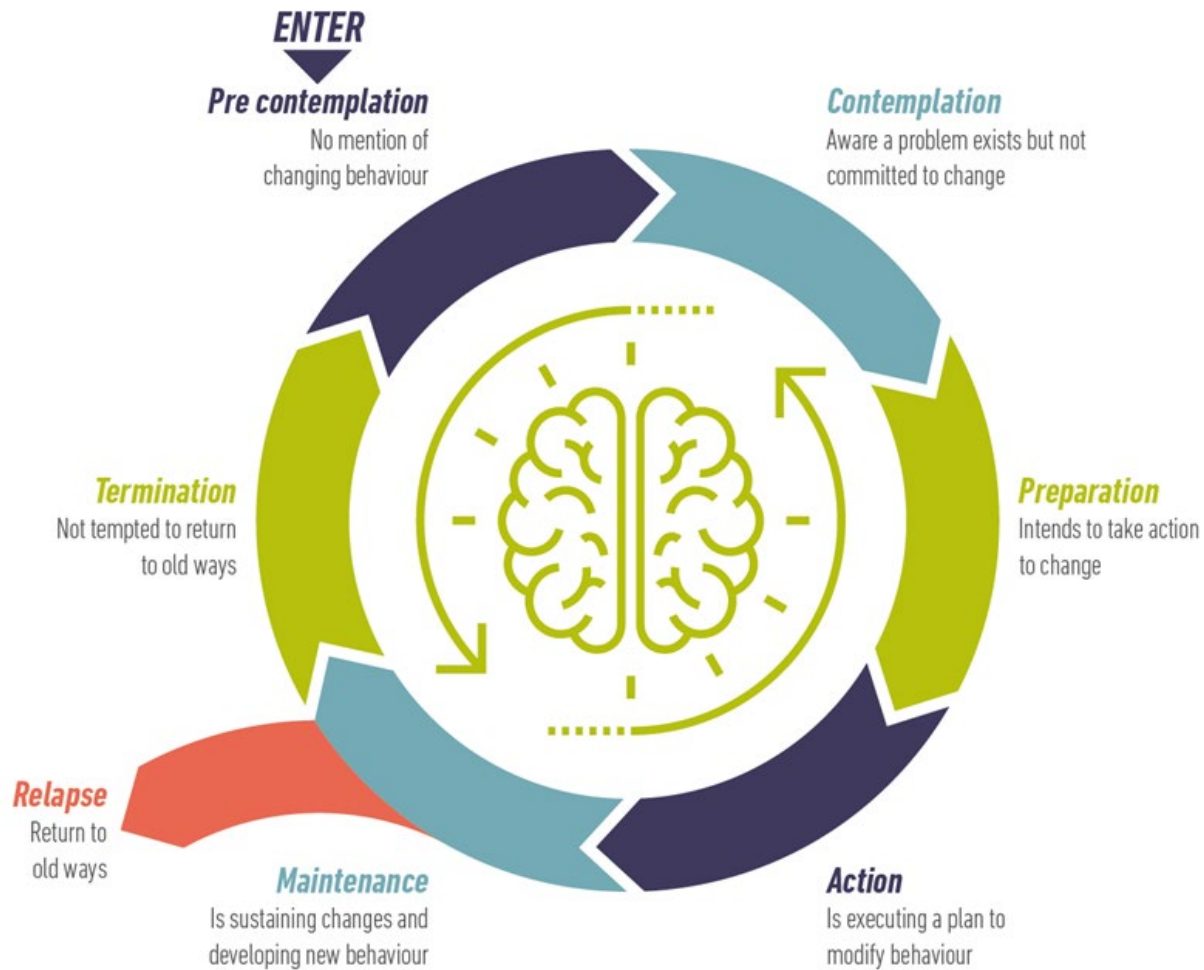 ENTER
Pre contemplation
No mention of
changing behaviour
Contemplation
Aware a problem exists but not
committed to change
Preparation
Intends to take action
to change
Action
Is executing a plan to
modify behaviour
Maintenance
Is sustaining changes and
developing new behaviour
Relapse
Return to
old ways
Termination
Not tempted to return
to old ways